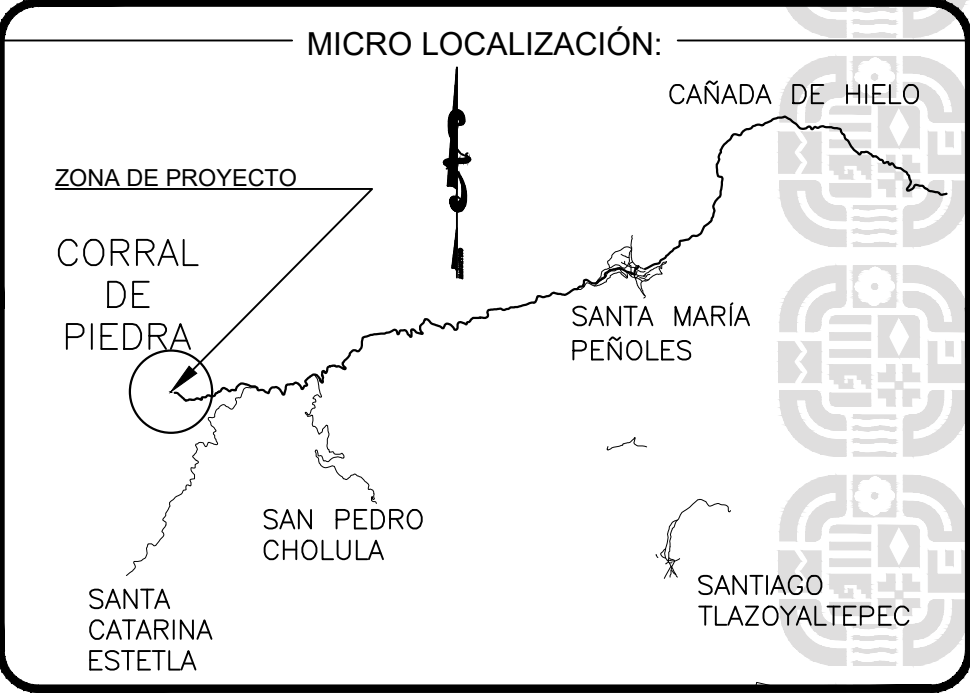 MICRO LOCALIZACIÓN:
CAÑADA DE HIELO
ZONA DE PROYECTO
CORRAL
DE
PIEDRA
SANTA MARÍA
PEÑOLES
SAN PEDRO
CHOLULA
SANTIAGO
TLAZOYALTEPEC
SANTA
CATARINA
ESTETLA